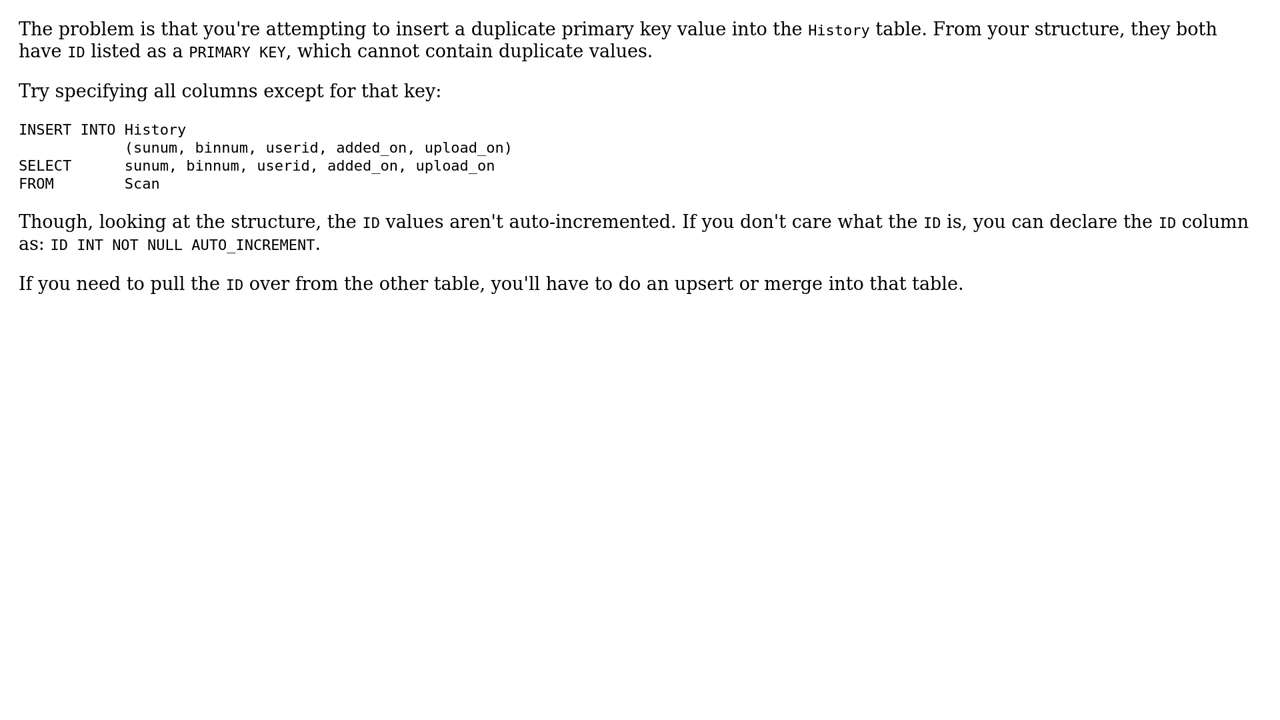 The problem is that you're attempting to insert a duplicate primary key value into the History table. From your structure, they both
have ID listed as a PRIMARY KEY, which cannot contain duplicate values.
Try specifying all columns except for that key:
INSERT INTO History
            (sunum, binnum, userid, added_on, upload_on)
SELECT      sunum, binnum, userid, added_on, upload_on
FROM        Scan
Though, looking at the structure, the ID values aren't auto-incremented. If you don't care what the ID is, you can declare the ID column
as: ID INT NOT NULL AUTO_INCREMENT.
If you need to pull the ID over from the other table, you'll have to do an upsert or merge into that table.